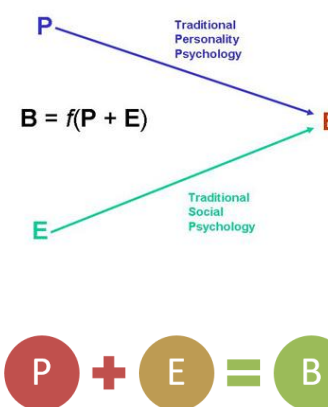 P
Traditional
Personality
Psychology
B = f(P + E)
Traditional
Social
Psychology
E
P + E = B